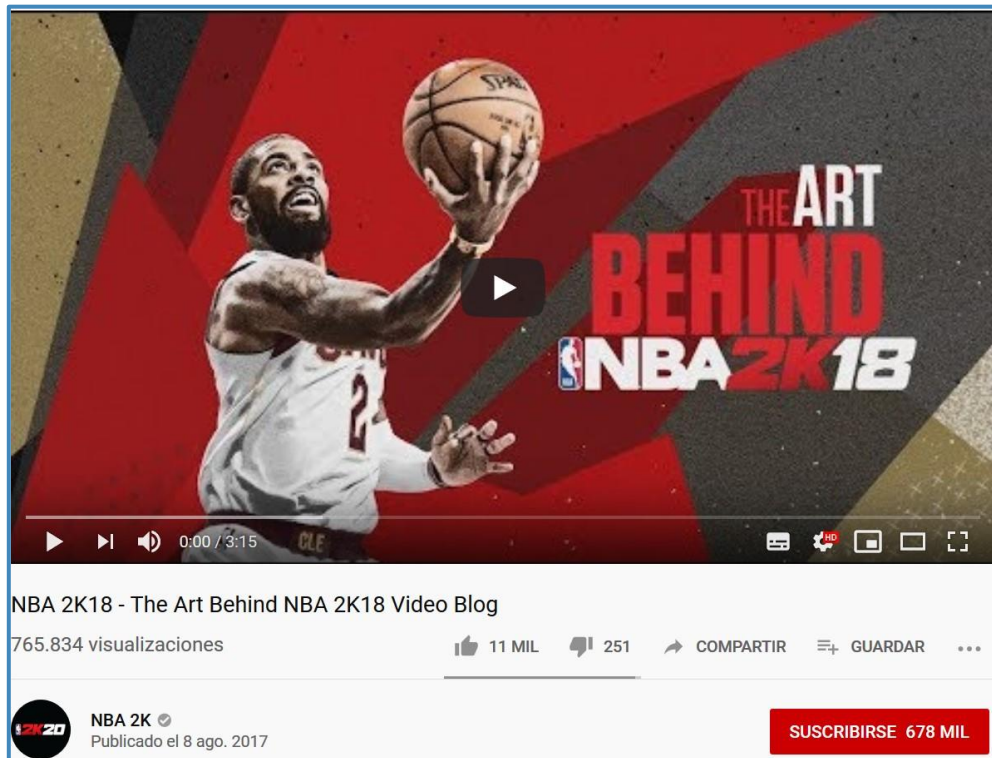 SPAL
THE ART
BEHIND
NBA 2K18
2
0:00 / 3:15
CLE
HD
NBA 2K18 - The Art Behind NBA 2K18 Video Blog
765.834 visualizaciones
11 MIL
251
COMPARTIR
GUARDAR
2K20
NBA 2K
Publicado el 8 ago. 2017
SUSCRIBIRSE 678 MIL